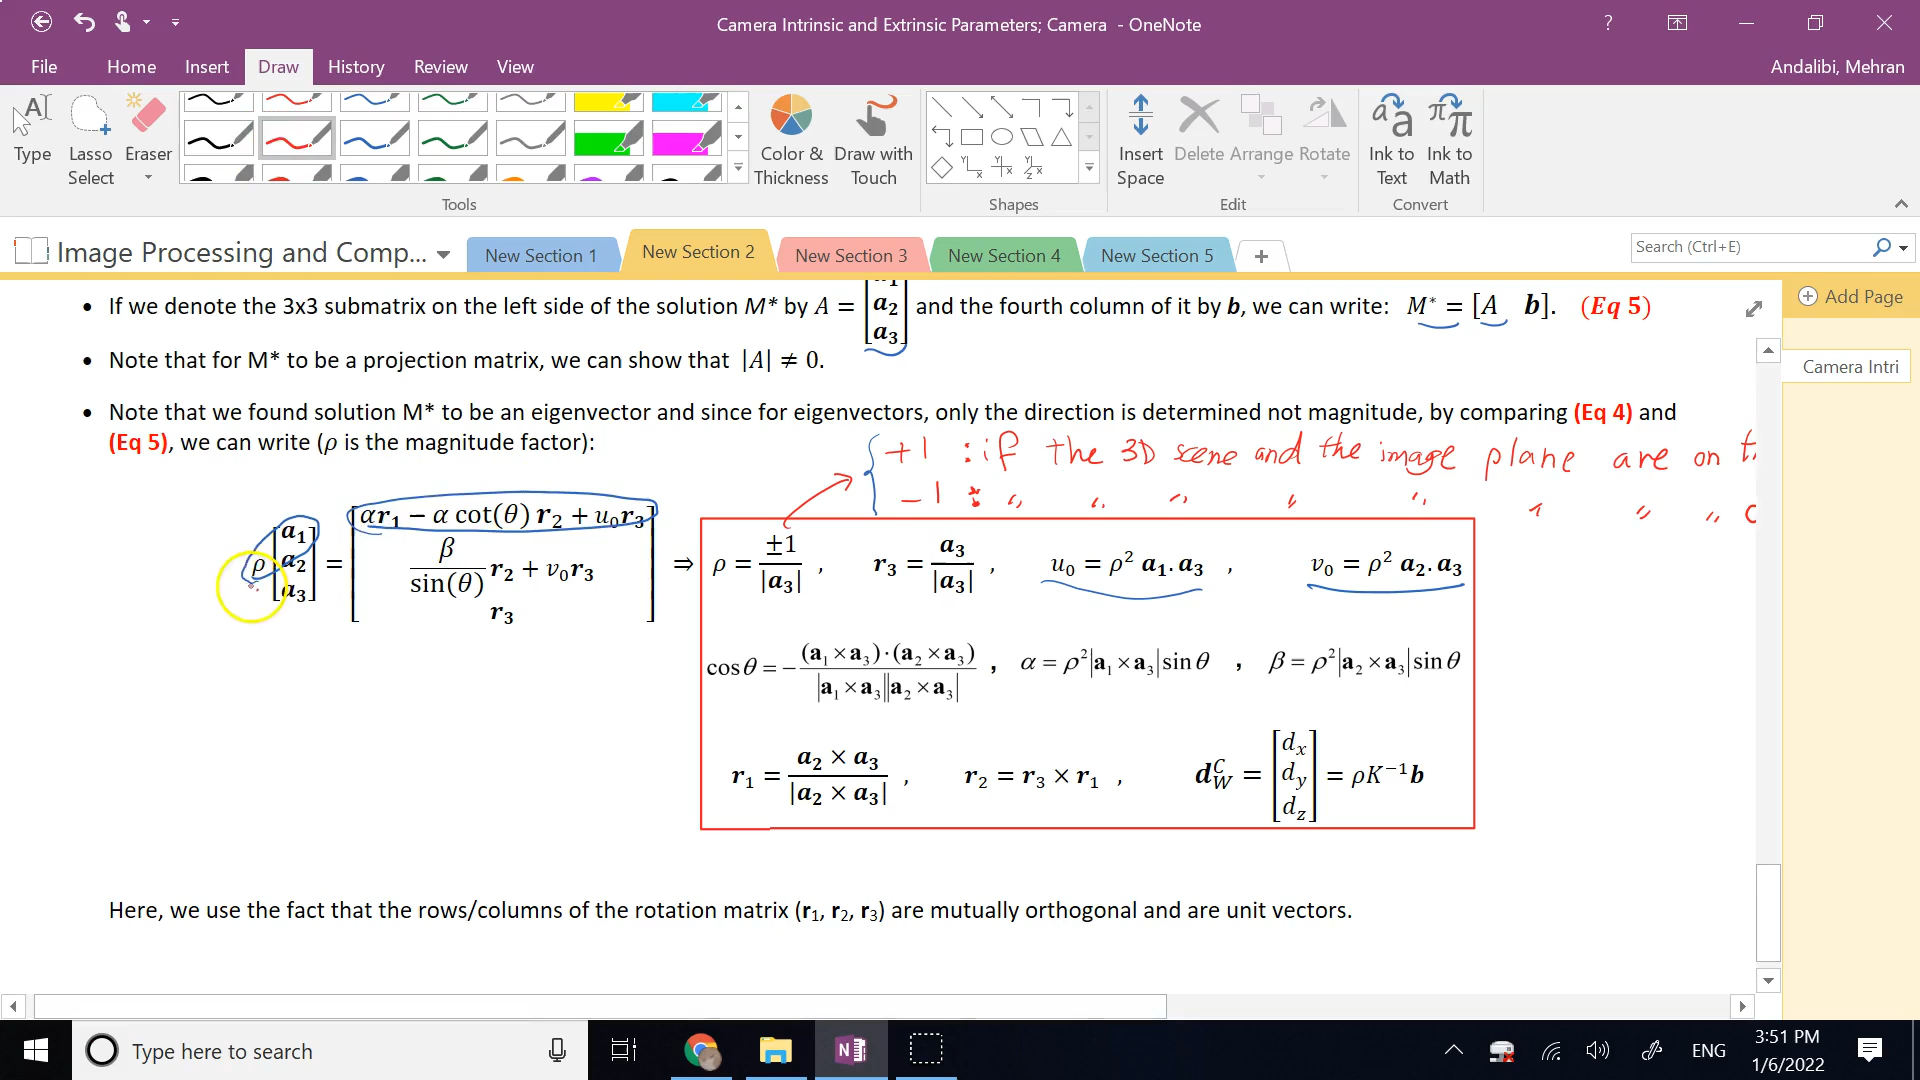 Camera Intrinsic and Extrinsic Parameters; Camera - OneNote
?
File Home Insert Draw History Review View
Andalibi, Mehran
Type
Lasso Select
Eraser
Color & Thickness
Draw with Touch
Insert Space
Delete Arrange Rotate
Ink to Text
Ink to Math
Tools
Shapes
Edit
Convert
Image Processing and Comp...
New Section 1
New Section 2
New Section 3
New Section 4
New Section 5
+
Search (Ctrl+E)
Add Page
Camera Intri
• If we denote the 3x3 submatrix on the left side of the solution M* by A = [a₁ a₂ a₃] and the fourth column of it by b, we can write: M* = [A b]. (Eq 5)
• Note that for M* to be a projection matrix, we can show that |A| ≠ 0.
• Note that we found solution M* to be an eigenvector and since for eigenvectors, only the direction is determined not magnitude, by comparing (Eq 4) and
(Eq 5), we can write (ρ is the magnitude factor):
+1 : if the 3D scene and the image plane are on
-1 : " " " " " " " "
ρ [a₁ a₂ a₃] = [αr₁ − α cot(θ) r₂ + u₀r₃
β/sin(θ) r₂ + v₀r₃
r₃]
⇒ ρ = ±1/|a₃| , r₃ = a₃/|a₃| , u₀ = ρ² a₁. a₃ , v₀ = ρ² a₂. a₃
cosθ = − (a₁ × a₃)·(a₂ × a₃) / |a₁ × a₃||a₂ × a₃| , α = ρ²|a₁ × a₃|sinθ , β = ρ²|a₂ × a₃|sinθ
r₁ = a₂ × a₃ / |a₂ × a₃| , r₂ = r₃ × r₁ , d_W^C = [d_x d_y d_z] = ρK⁻¹b
Here, we use the fact that the rows/columns of the rotation matrix (r₁, r₂, r₃) are mutually orthogonal and are unit vectors.
Type here to search
ENG
3:51 PM
1/6/2022